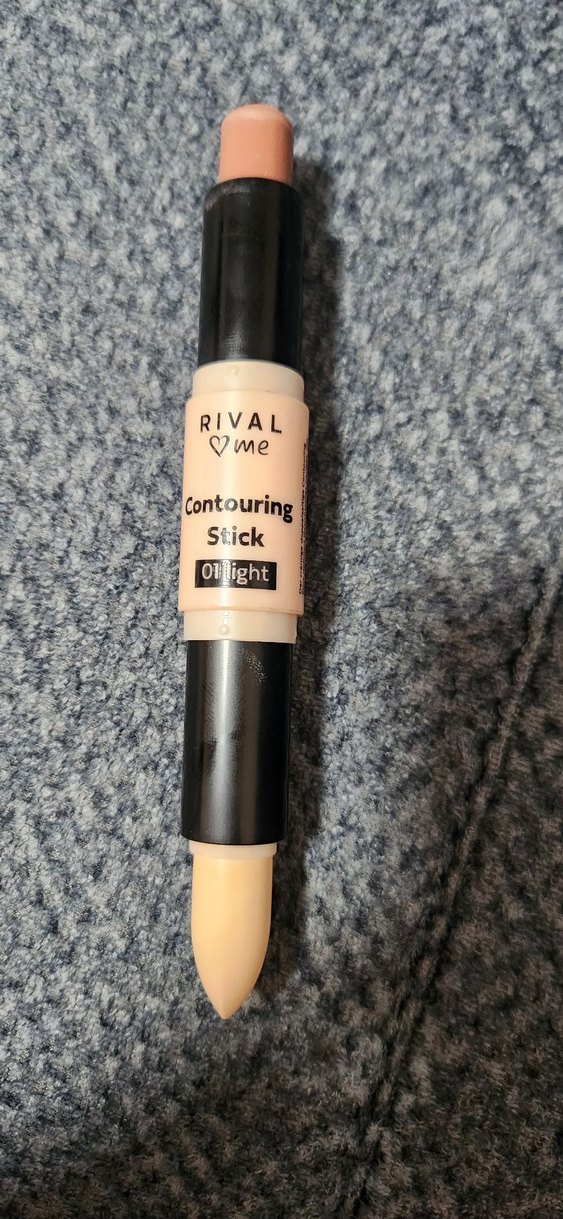 RIVAL
♡me
Contouring
Stick
01 light